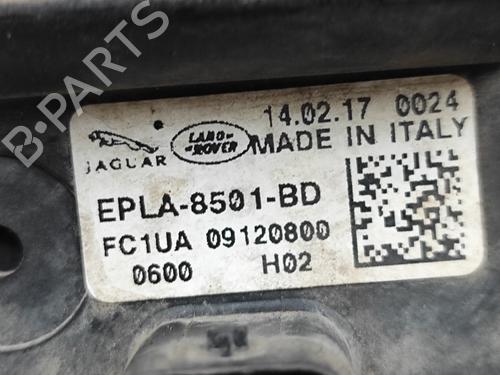 B-PARTS
14.02.17 0024
JAGUAR
LAND-
ROVER
MADE IN ITALY
EPLA-8501-BD
FC1UA 09120800
0600 H02